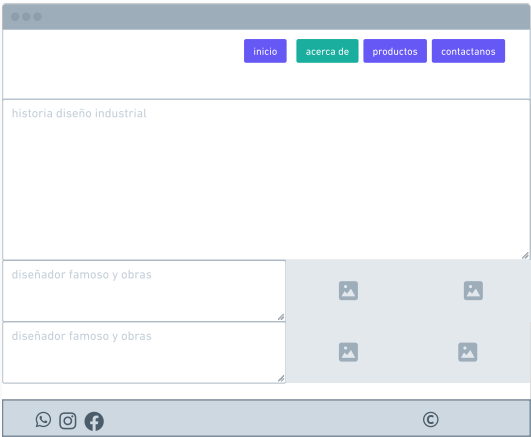 inicio
acerca de
productos
contactanos
historia diseño industrial
diseñador famoso y obras
diseñador famoso y obras
©